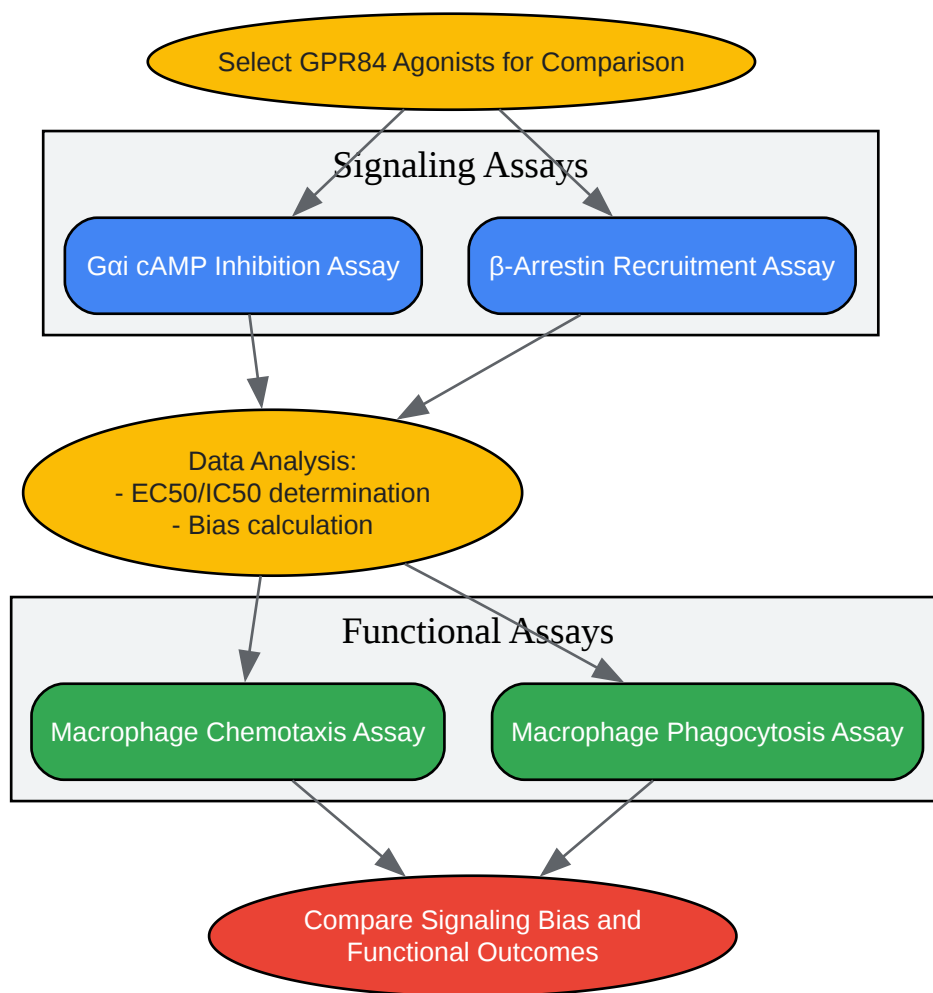 Select GPR84 Agonists for Comparison
Signaling Assays
Gαi cAMP Inhibition Assay
β-Arrestin Recruitment Assay
Data Analysis:
- EC50/IC50 determination
- Bias calculation
Functional Assays
Macrophage Chemotaxis Assay
Macrophage Phagocytosis Assay
Compare Signaling Bias and
Functional Outcomes